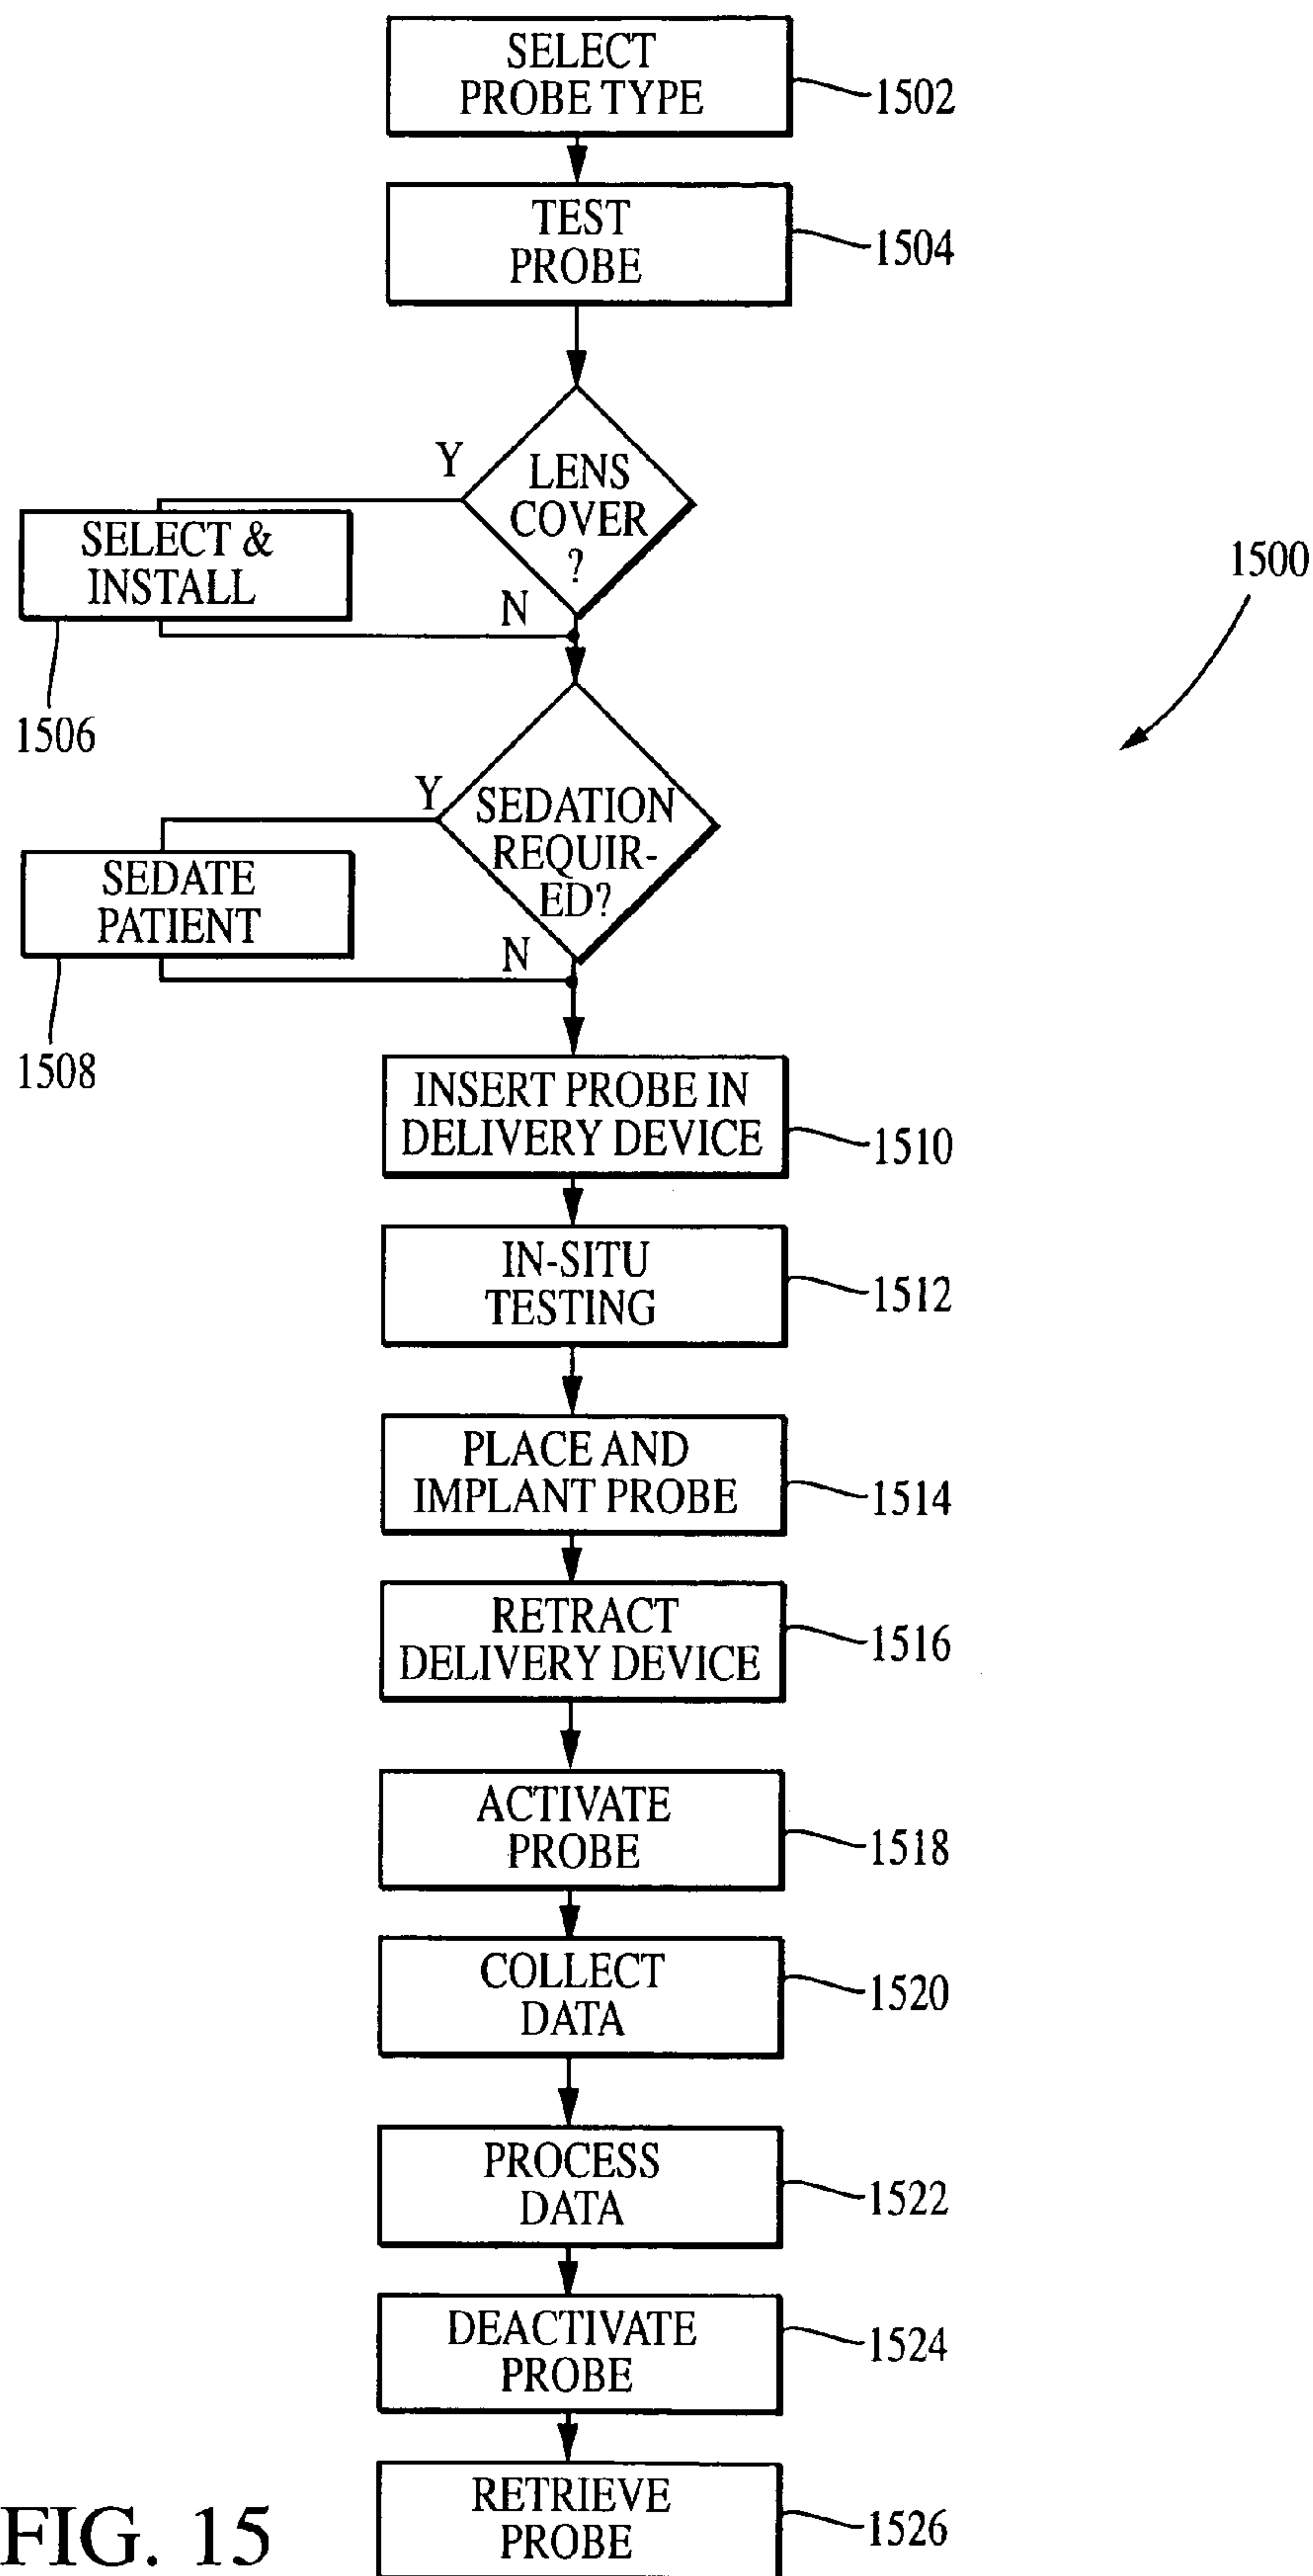 SELECT
PROBE TYPE
1502
TEST
PROBE
1504
Y
LENS
COVER
?
SELECT &
INSTALL
N
1500
1506
Y
SEDATION
REQUIR-
ED?
SEDATE
PATIENT
N
1508
INSERT PROBE IN
DELIVERY DEVICE
1510
IN-SITU
TESTING
1512
PLACE AND
IMPLANT PROBE
1514
RETRACT
DELIVERY DEVICE
1516
ACTIVATE
PROBE
1518
COLLECT
DATA
1520
PROCESS
DATA
1522
DEACTIVATE
PROBE
1524
RETRIEVE
PROBE
1526
FIG. 15